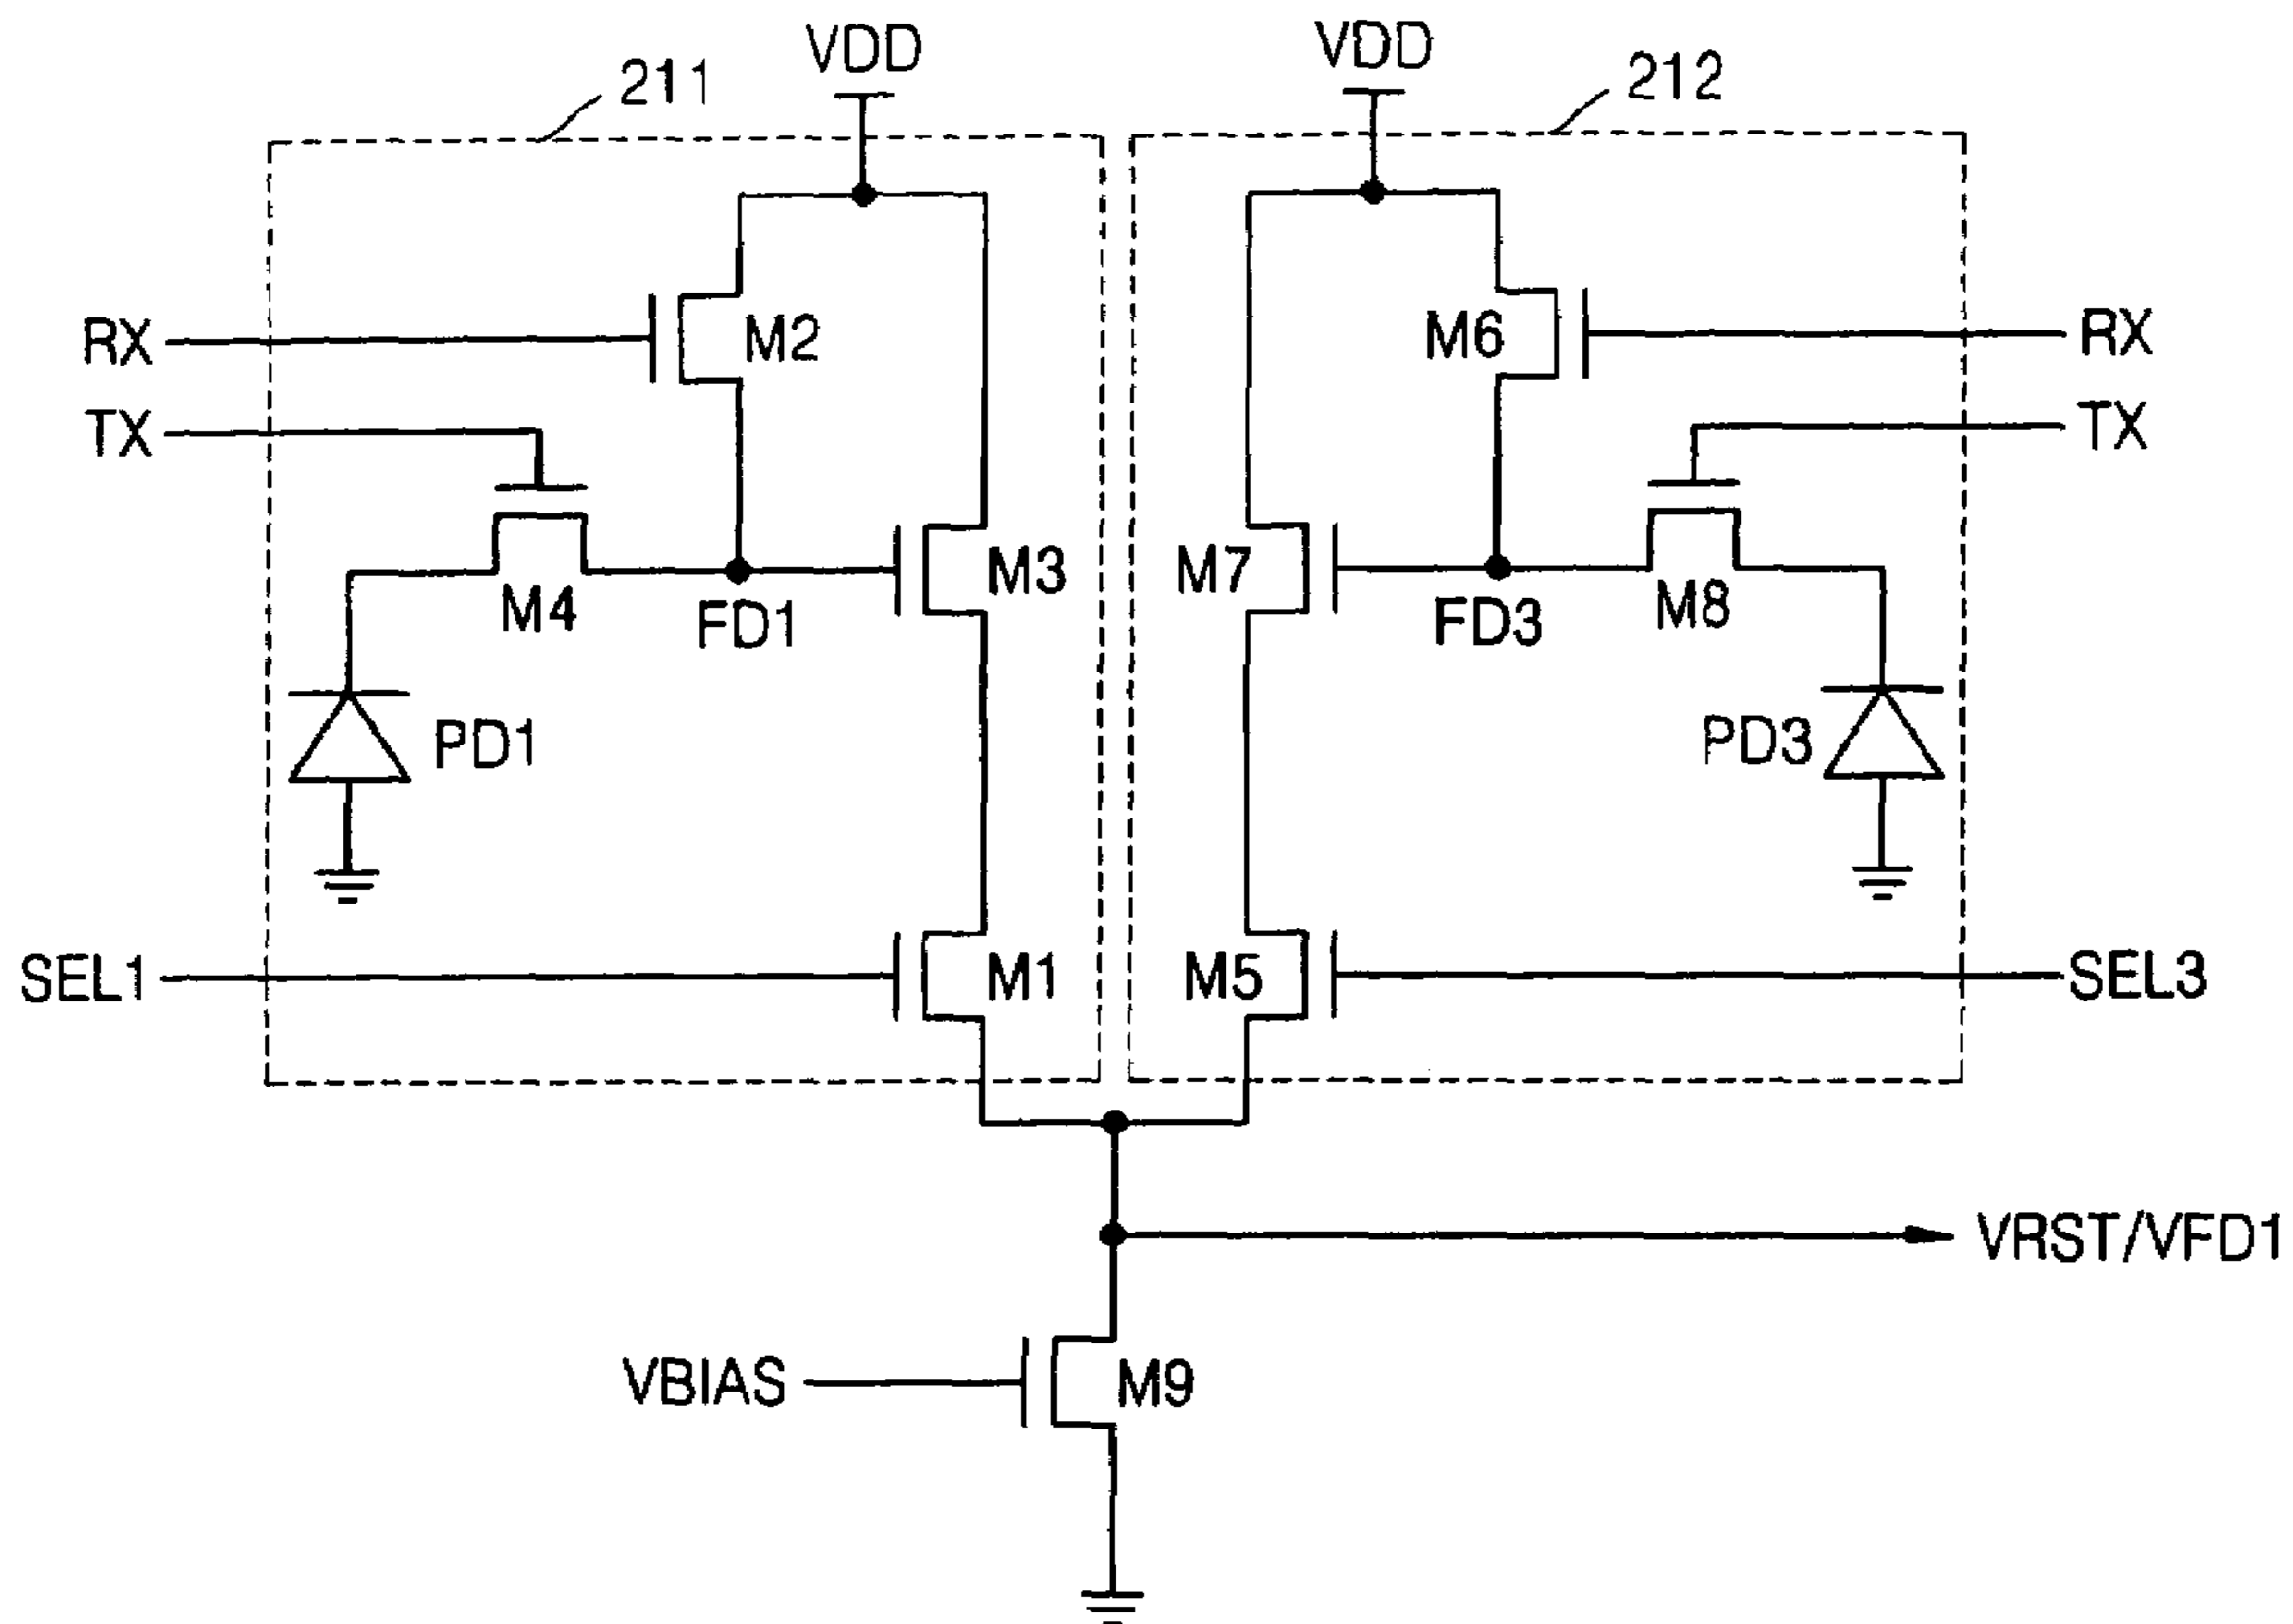 VDD VDD
211 212
RX M2 M6 RX
TX TX
M4 FD1 M3 M7 FD3 M8
PD1 PD3
SEL1 M1 M5 SEL3
VRST/VFD1
VBIAS M9